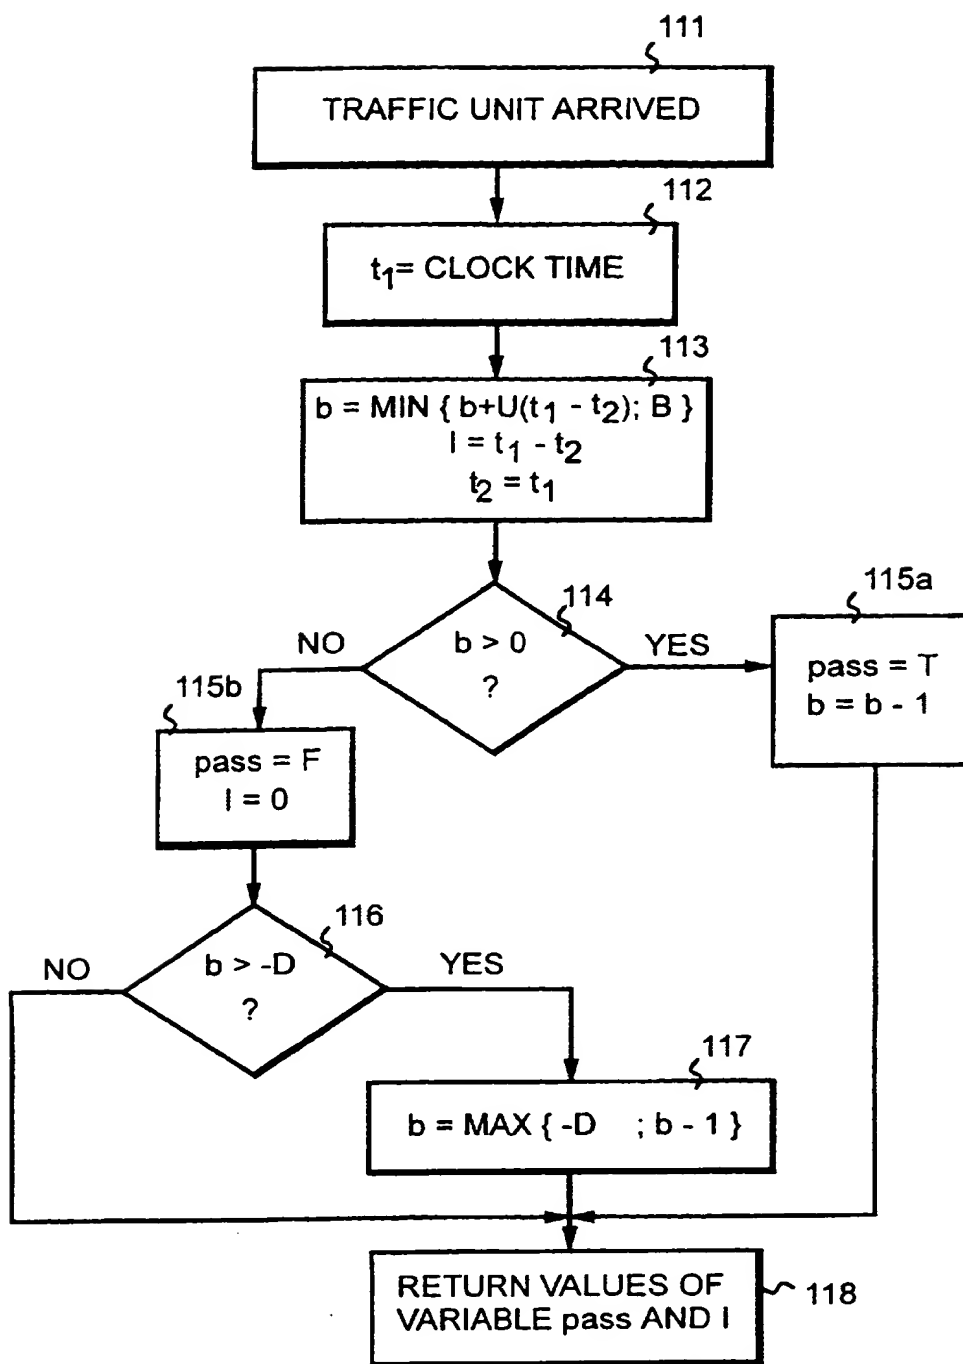 111
TRAFFIC UNIT ARRIVED
112
t₁= CLOCK TIME
113
b = MIN { b+U(t₁ - t₂); B }
I = t₁ - t₂
t₂ = t₁
114
b > 0
?
NO
YES
115a
pass = T
b = b - 1
115b
pass = F
I = 0
116
b > -D
?
NO
YES
117
b = MAX { -D ; b - 1 }
118
RETURN VALUES OF
VARIABLE pass AND I